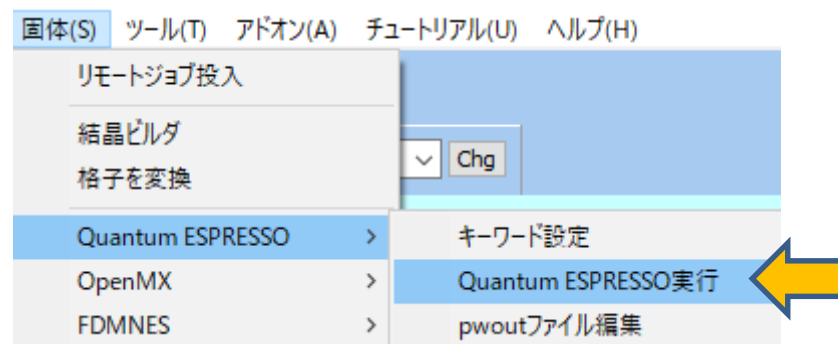 固体(S) ツール(T) アドオン(A) チュートリアル(U) ヘルプ(H)
リモートジョブ投入
結晶ビルダ
Chg
格子を変換
Quantum ESPRESSO > キーワード設定
OpenMX > Quantum ESPRESSO実行
FDMNES > pwoutファイル編集